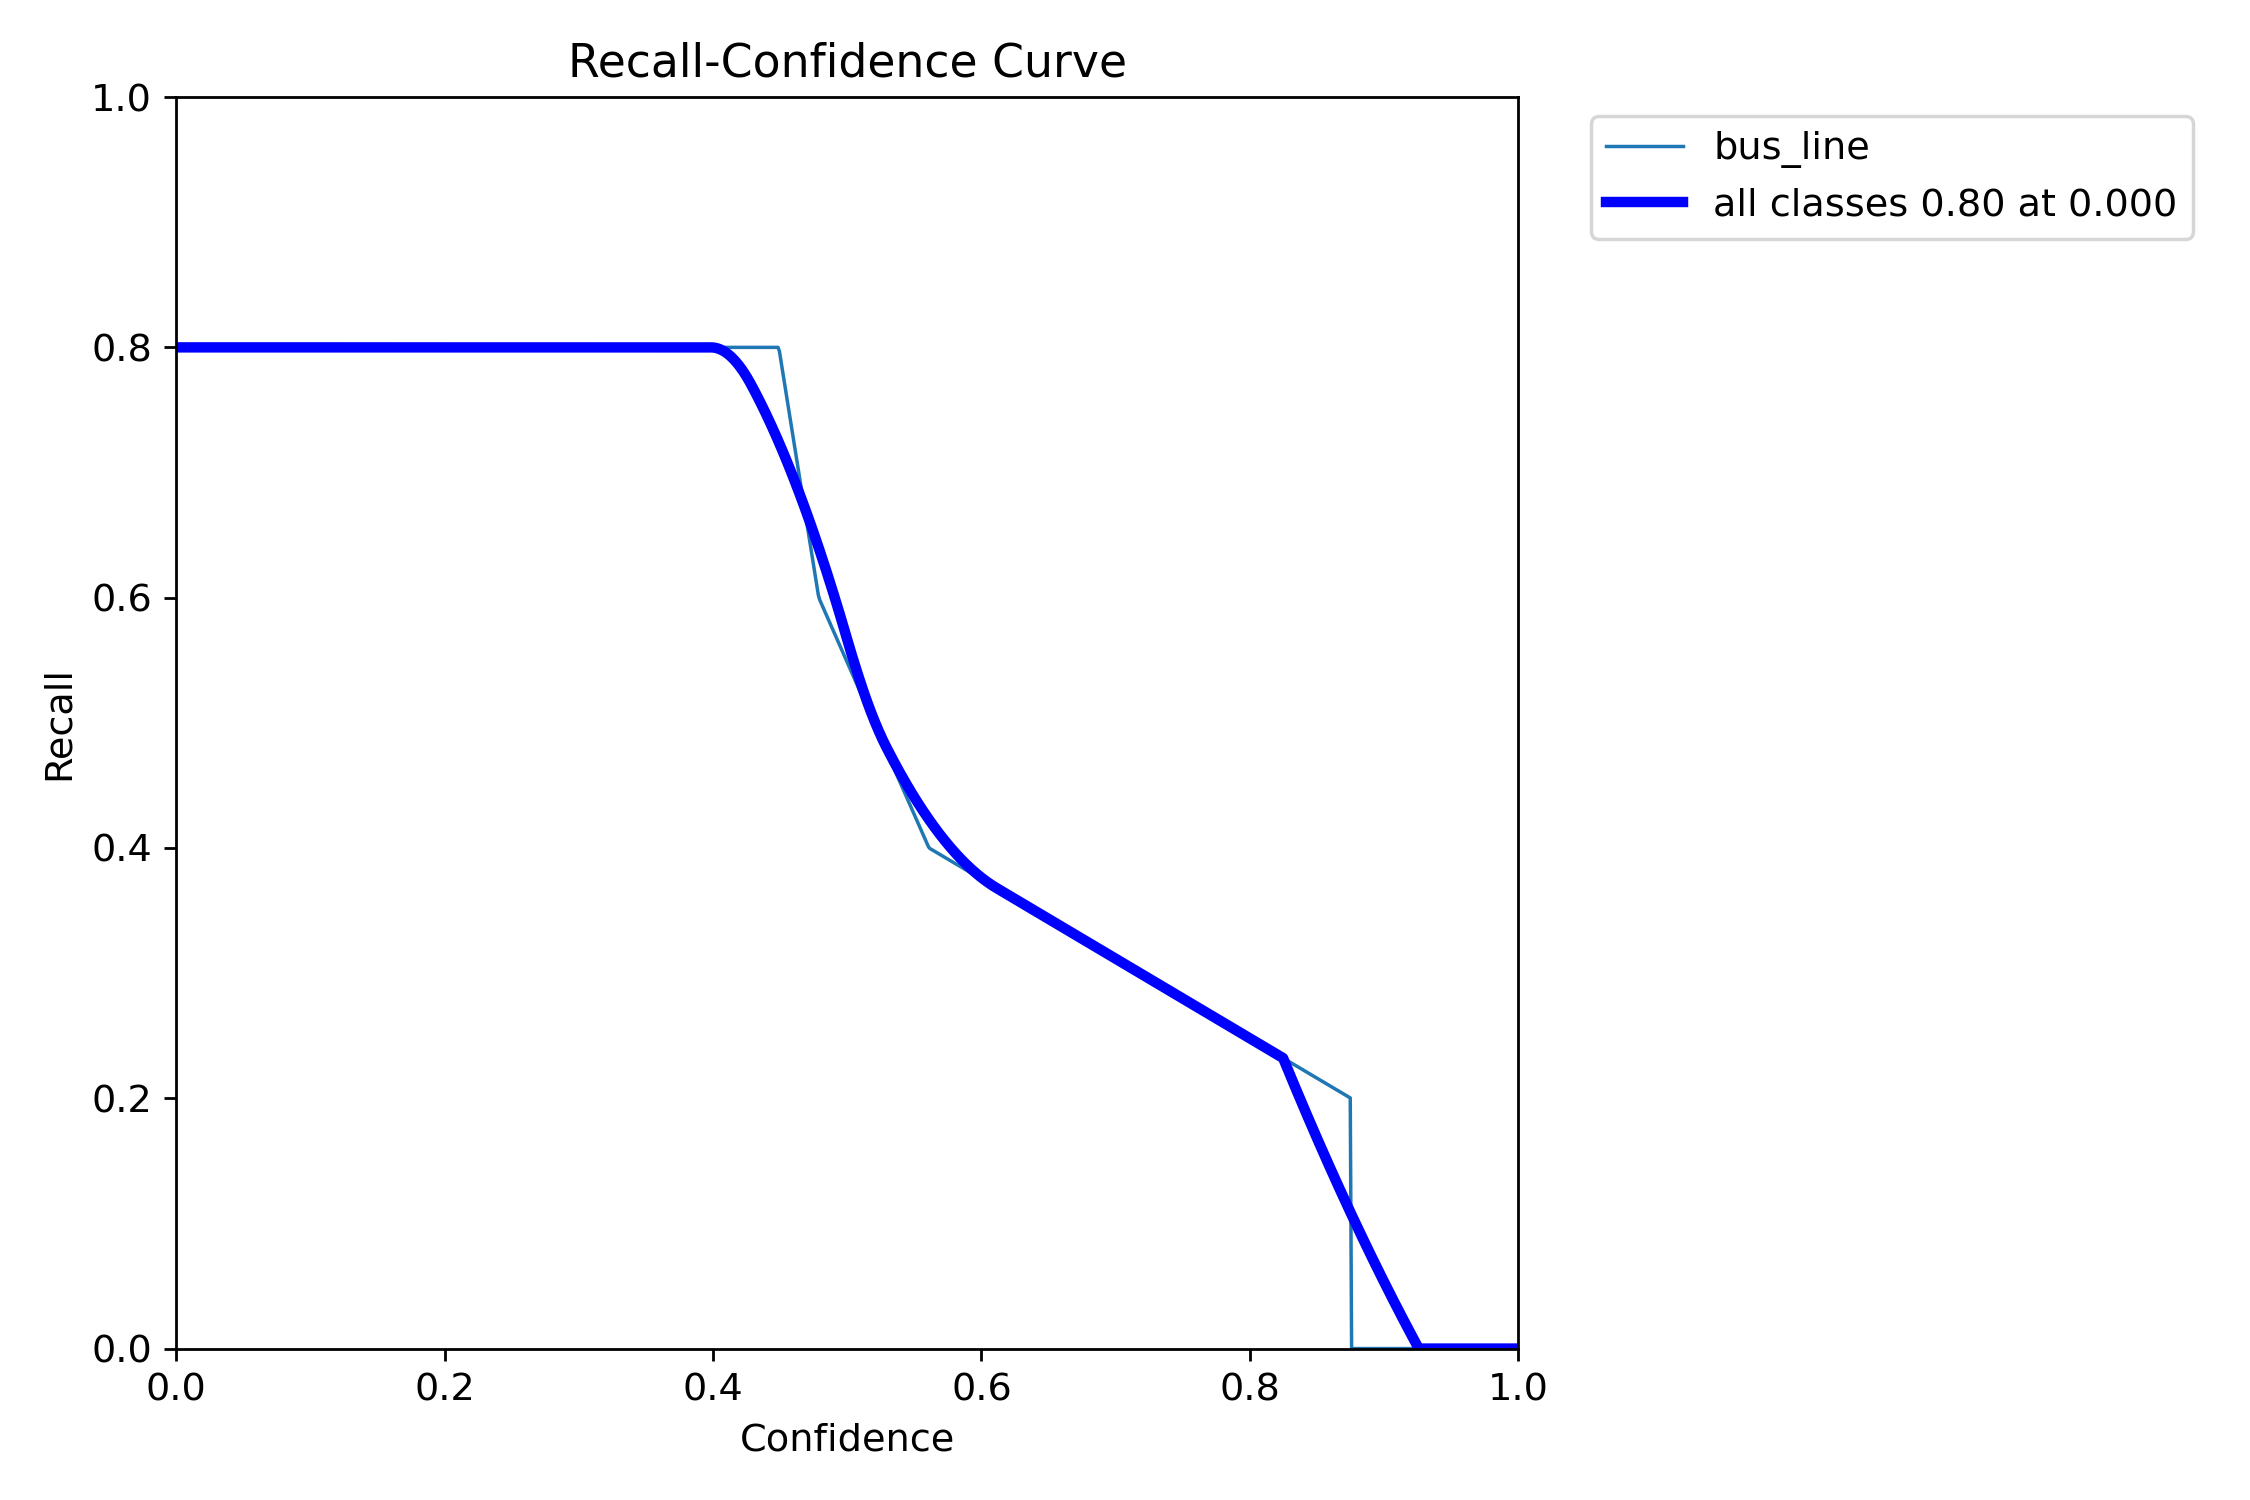 Recall-Confidence Curve
1.0
0.8
0.6
0.4
0.2
0.0
Recall
0.0 0.2 0.4 0.6 0.8 1.0
Confidence
bus_line
all classes 0.80 at 0.000